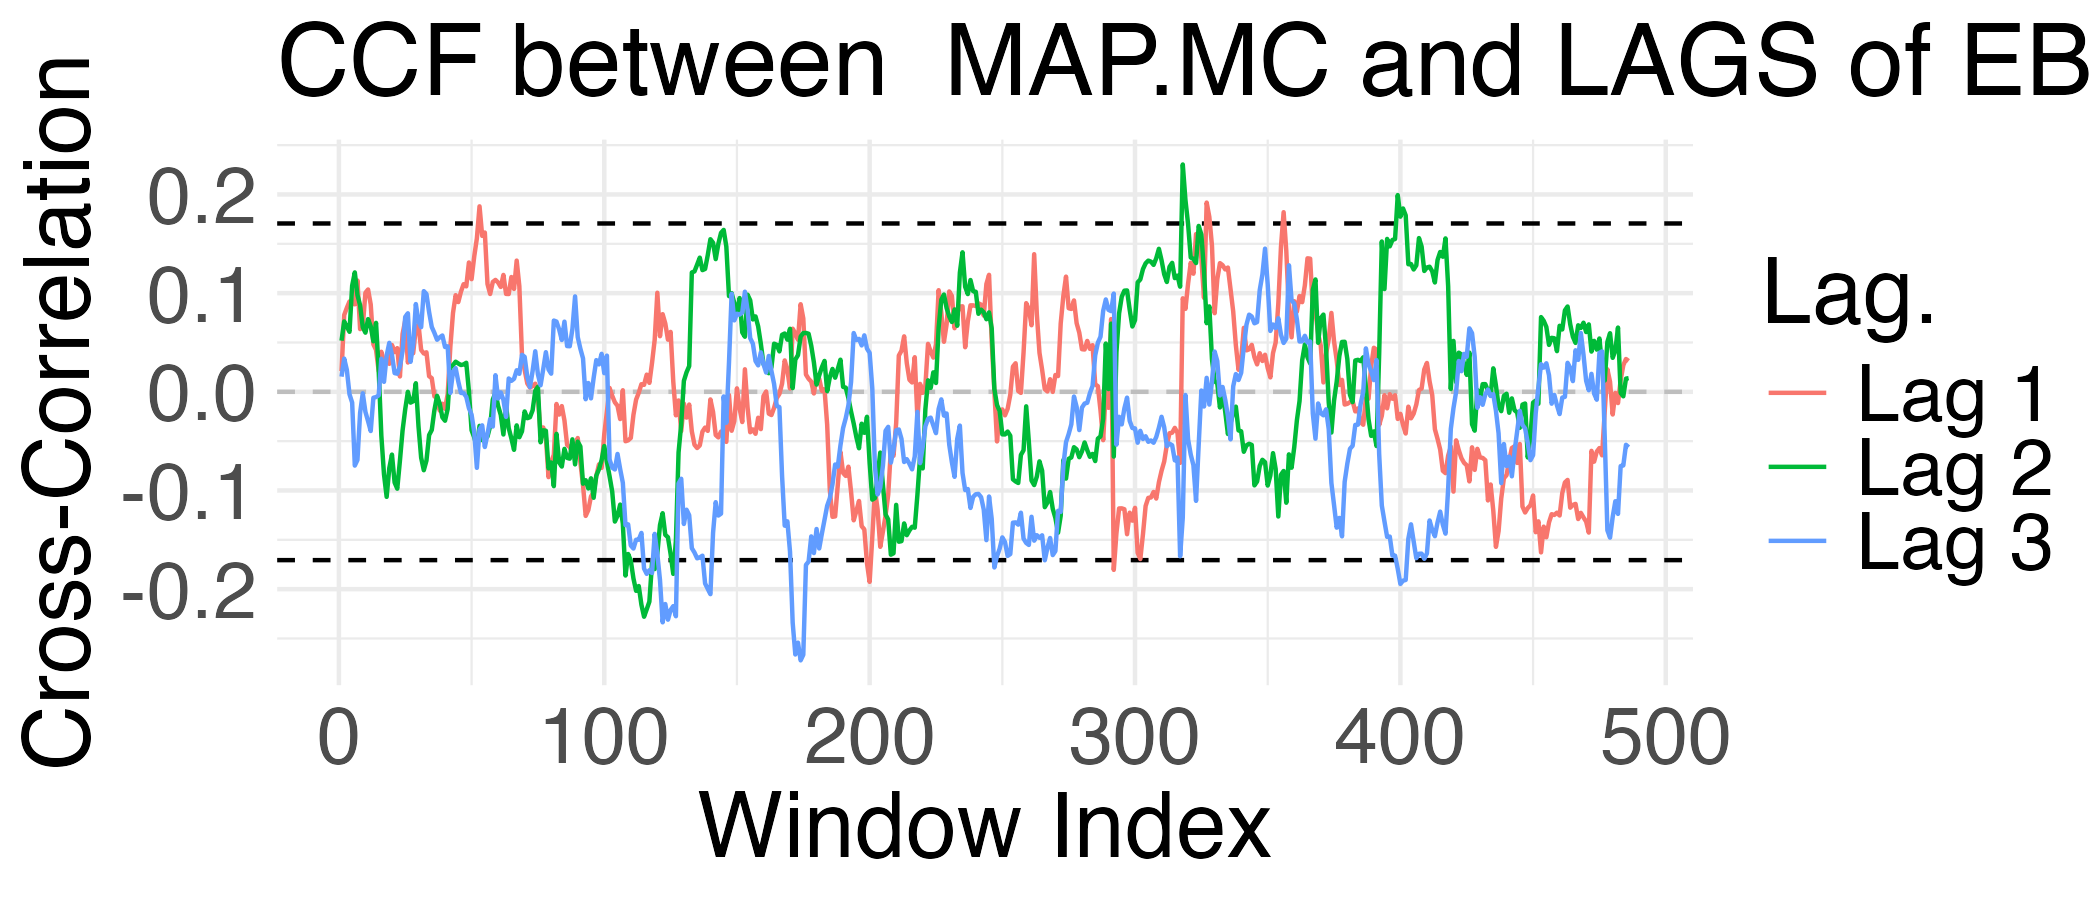 CCF between  MAP.MC and LAGS of EB
Cross-Correlation
0.2
0.1
0.0
-0.1
-0.2
0 100 200 300 400 500
Window Index
Lag.
Lag 1
Lag 2
Lag 3